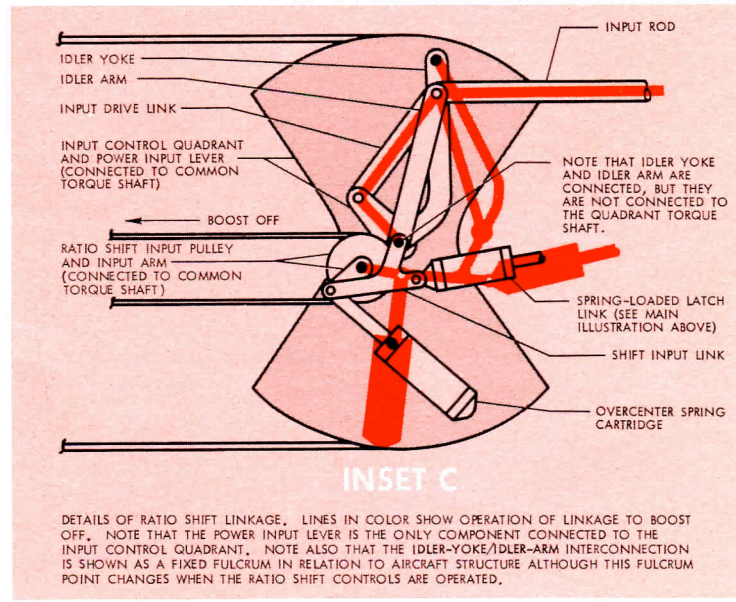 INPUT ROD
IDLER YOKE
IDLER ARM
INPUT DRIVE LINK
INPUT CONTROL QUADRANT
AND POWER INPUT LEVER
(CONNECTED TO COMMON
TORQUE SHAFT)
NOTE THAT IDLER YOKE
AND IDLER ARM ARE
CONNECTED, BUT THEY
ARE NOT CONNECTED TO
THE QUADRANT TORQUE
SHAFT.
BOOST OFF
RATIO SHIFT INPUT PULLEY
AND INPUT ARM
(CONNECTED TO COMMON
TORQUE SHAFT)
SPRING-LOADED LATCH
LINK (SEE MAIN
ILLUSTRATION ABOVE)
SHIFT INPUT LINK
OVERCENTER SPRING
CARTRIDGE
INSET C
DETAILS OF RATIO SHIFT LINKAGE. LINES IN COLOR SHOW OPERATION OF LINKAGE TO BOOST
OFF. NOTE THAT THE POWER INPUT LEVER IS THE ONLY COMPONENT CONNECTED TO THE
INPUT CONTROL QUADRANT. NOTE ALSO THAT THE IDLER-YOKE/IDLER-ARM INTERCONNECTION
IS SHOWN AS A FIXED FULCRUM IN RELATION TO AIRCRAFT STRUCTURE ALTHOUGH THIS FULCRUM
POINT CHANGES WHEN THE RATIO SHIFT CONTROLS ARE OPERATED.